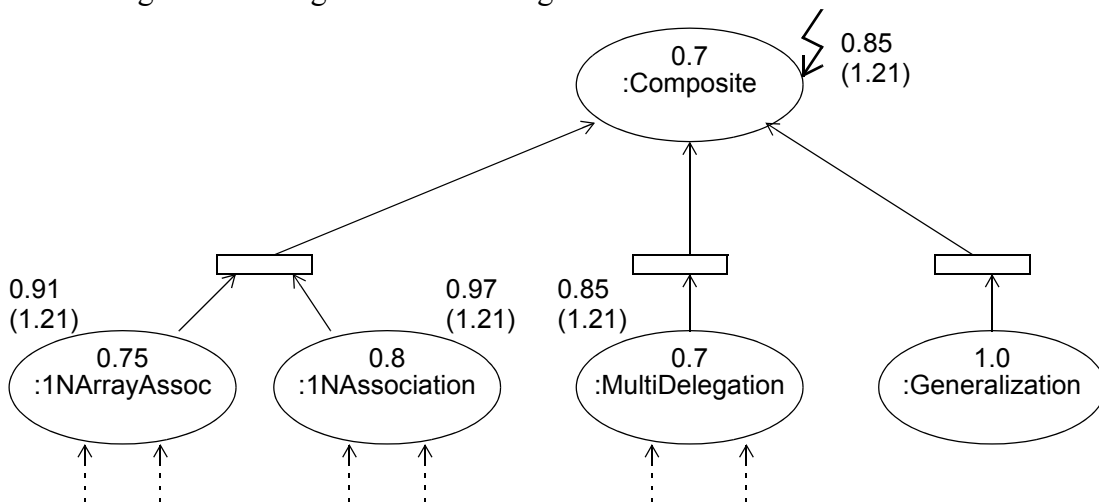 0.7
:Composite
0.85
(1.21)
0.91
(1.21)
0.97
(1.21)
0.85
(1.21)
0.75
:1NArrayAssoc
0.8
:1NAssociation
0.7
:MultiDelegation
1.0
:Generalization